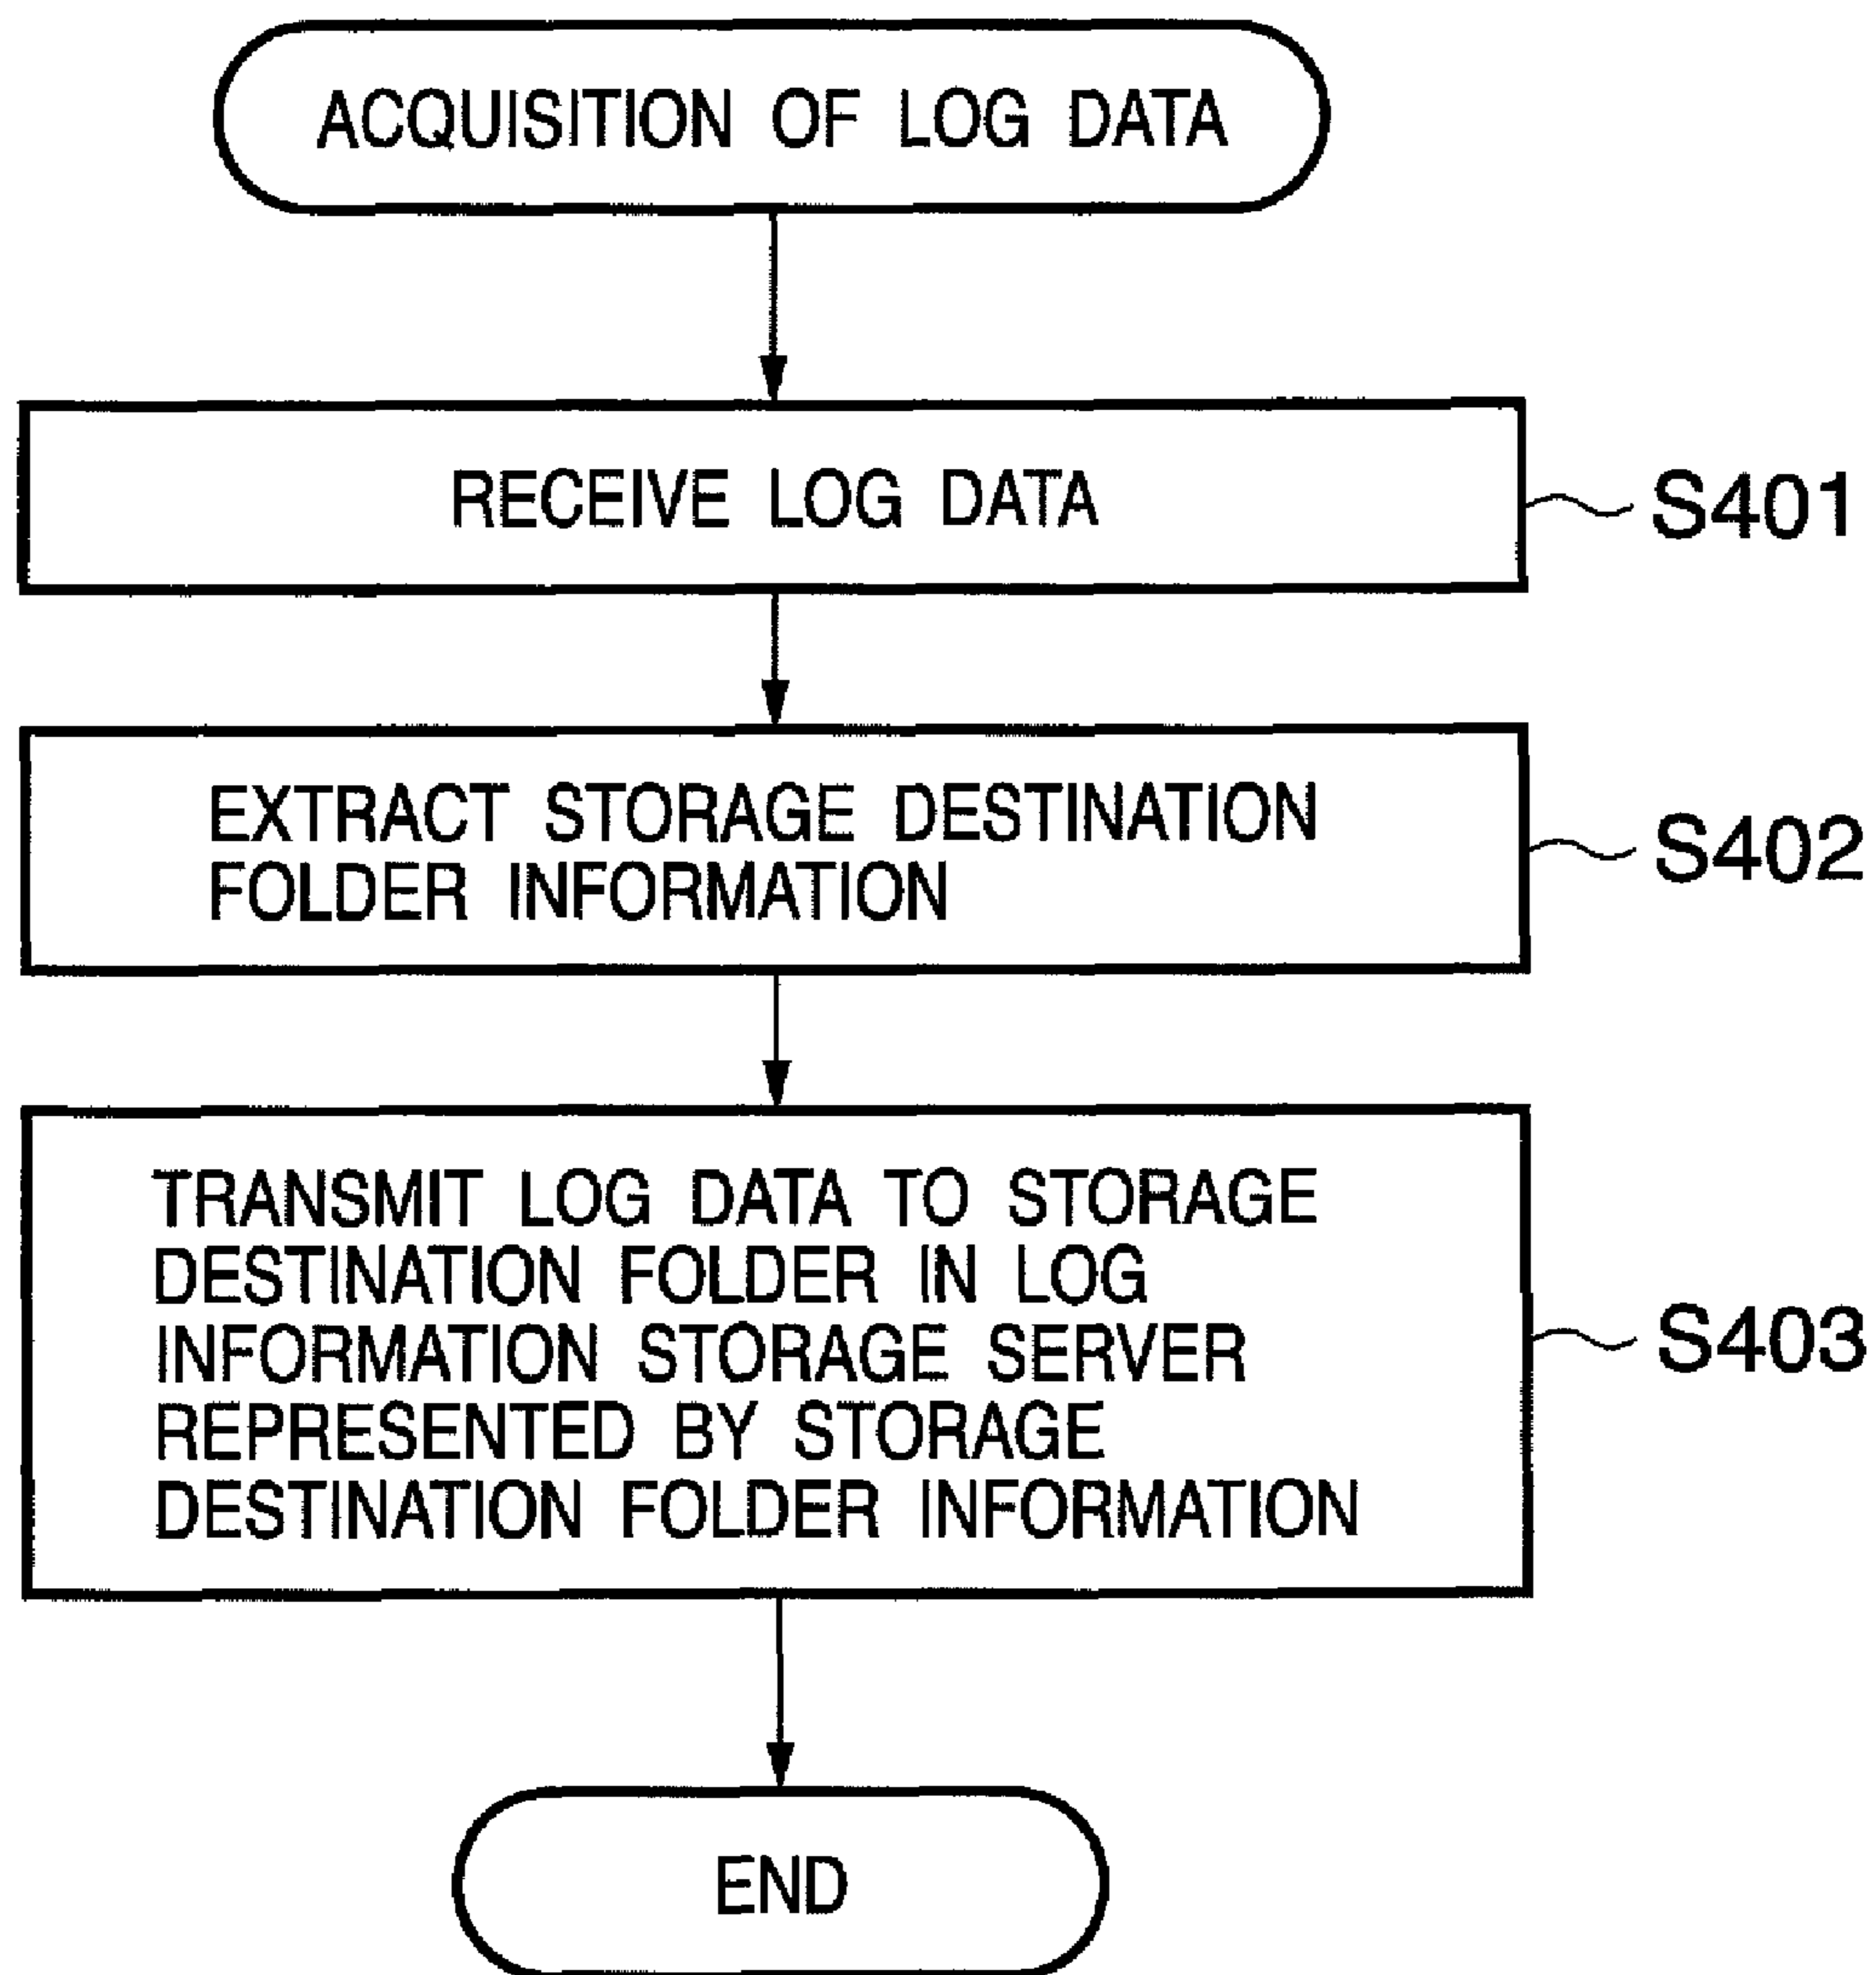 ACQUISITION OF LOG DATA
RECEIVE LOG DATA
S401
EXTRACT STORAGE DESTINATION
FOLDER INFORMATION
S402
TRANSMIT LOG DATA TO STORAGE
DESTINATION FOLDER IN LOG
INFORMATION STORAGE SERVER
REPRESENTED BY STORAGE
DESTINATION FOLDER INFORMATION
S403
END